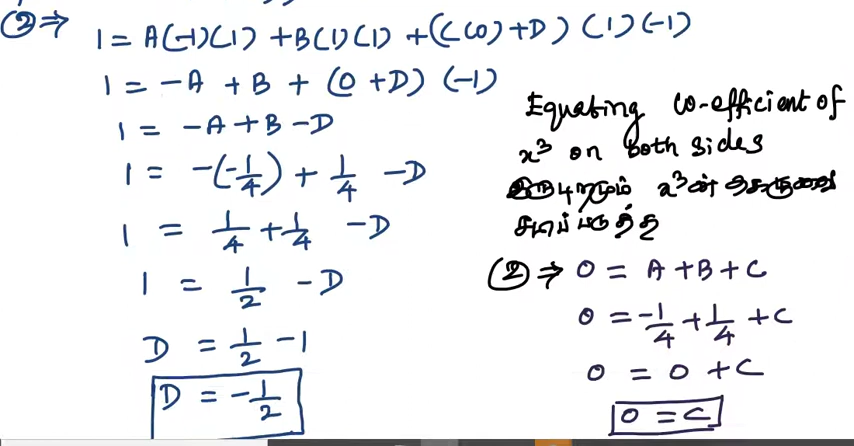 ② ⇒ 1 = A(-1)(1) + B(1)(1) + (C(0)+D)(1)(-1)
1 = -A + B + (0+D)(-1)
1 = -A+B-D
1 = -(-1/4) + 1/4 - D
1 = 1/4 + 1/4 - D
1 = 1/2 - D
D = 1/2 - 1
D = -1/2
Equating co-efficient of
x³ on both sides
x³ன்
② ⇒ 0 = A+B+C
0 = -1/4 + 1/4 + C
0 = 0 + C
0 = C